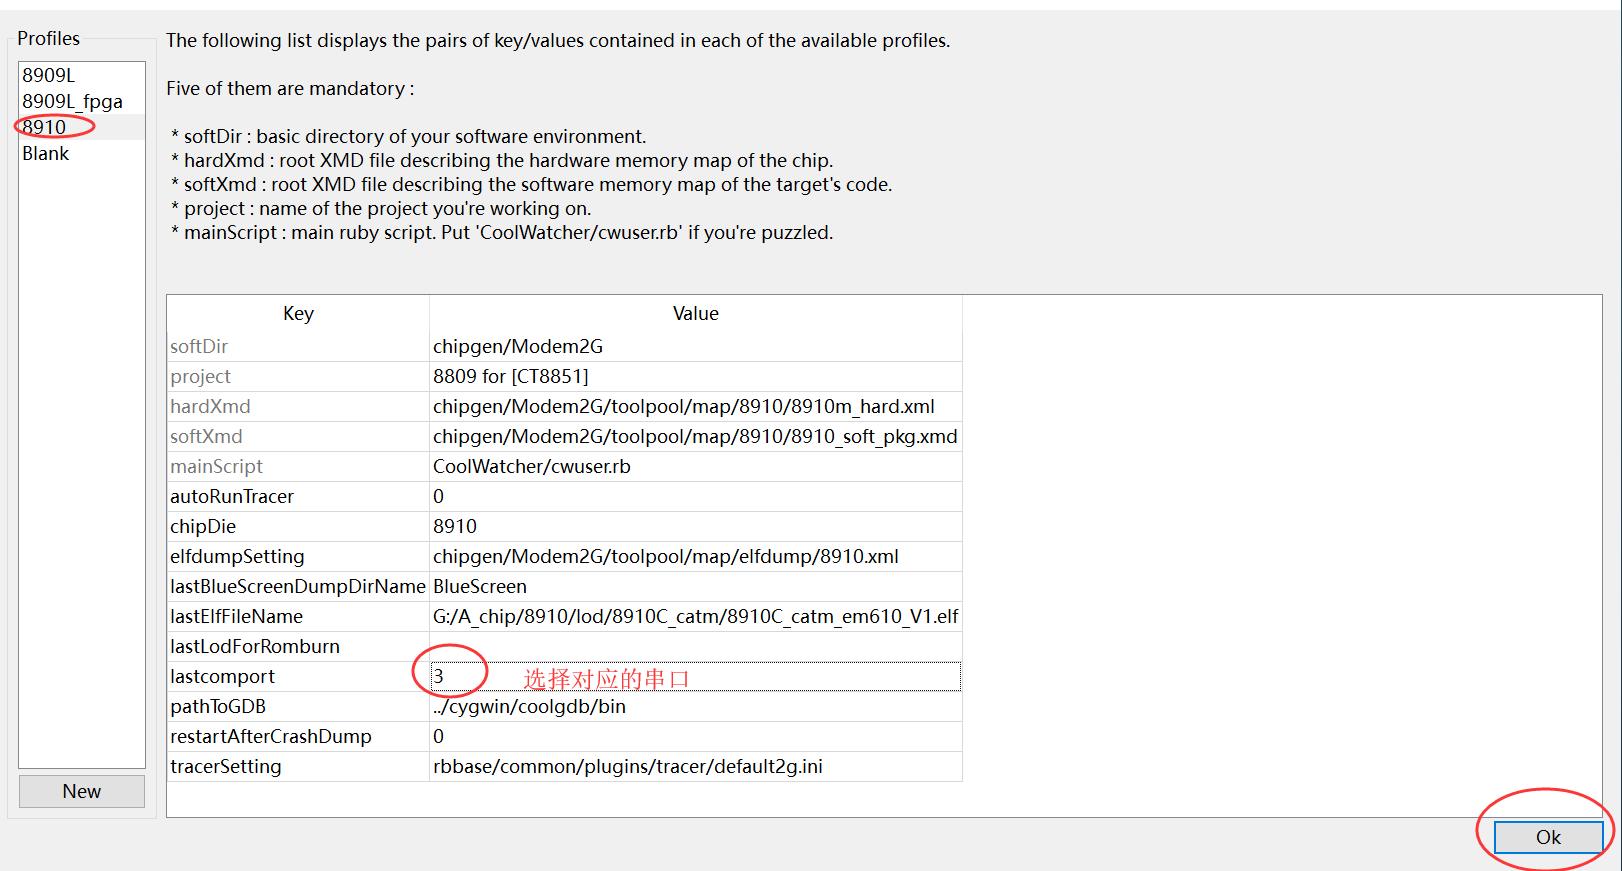 Profiles
8909L
8909L_fpga
8910
Blank
New
The following list displays the pairs of key/values contained in each of the available profiles.
Five of them are mandatory :
* softDir : basic directory of your software environment.
* hardXmd : root XMD file describing the hardware memory map of the chip.
* softXmd : root XMD file describing the software memory map of the target's code.
* project : name of the project you're working on.
* mainScript : main ruby script. Put 'CoolWatcher/cwuser.rb' if you're puzzled.
Key Value
softDir chipgen/Modem2G
project 8809 for [CT8851]
hardXmd chipgen/Modem2G/toolpool/map/8910/8910m_hard.xml
softXmd chipgen/Modem2G/toolpool/map/8910/8910_soft_pkg.xmd
mainScript CoolWatcher/cwuser.rb
autoRunTracer 0
chipDie 8910
elfdumpSetting chipgen/Modem2G/toolpool/map/elfdump/8910.xml
lastBlueScreenDumpDirName BlueScreen
lastElfFileName G:/A_chip/8910/lod/8910C_catm/8910C_catm_em610_V1.elf
lastLodForRomburn
lastcomport 3 选择对应的串口
pathToGDB ../cygwin/coolgdb/bin
restartAfterCrashDump 0
tracerSetting rbbase/common/plugins/tracer/default2g.ini
Ok